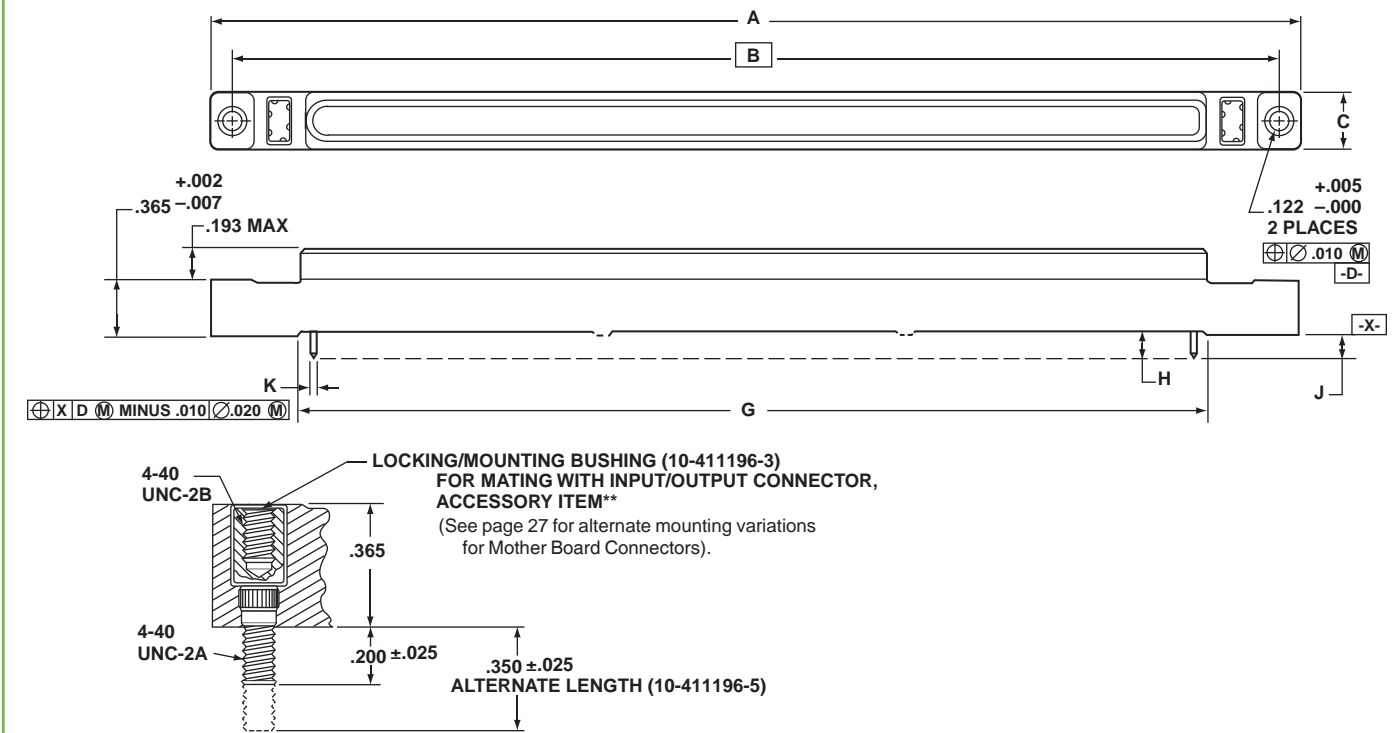 A
B
C
+.002
.365 –.007
.193 MAX
+.005
.122 –.000
2 PLACES
⌖ ∅ .010 Ⓜ
-D-
-X-
K
H
J
⌖ X D Ⓜ MINUS .010 ∅.020 Ⓜ
G
LOCKING/MOUNTING BUSHING (10-411196-3)
FOR MATING WITH INPUT/OUTPUT CONNECTOR,
ACCESSORY ITEM**
(See page 27 for alternate mounting variations
for Mother Board Connectors).
4-40
UNC-2B
.365
4-40
UNC-2A
.200 ±.025
.350 ±.025
ALTERNATE LENGTH (10-411196-5)